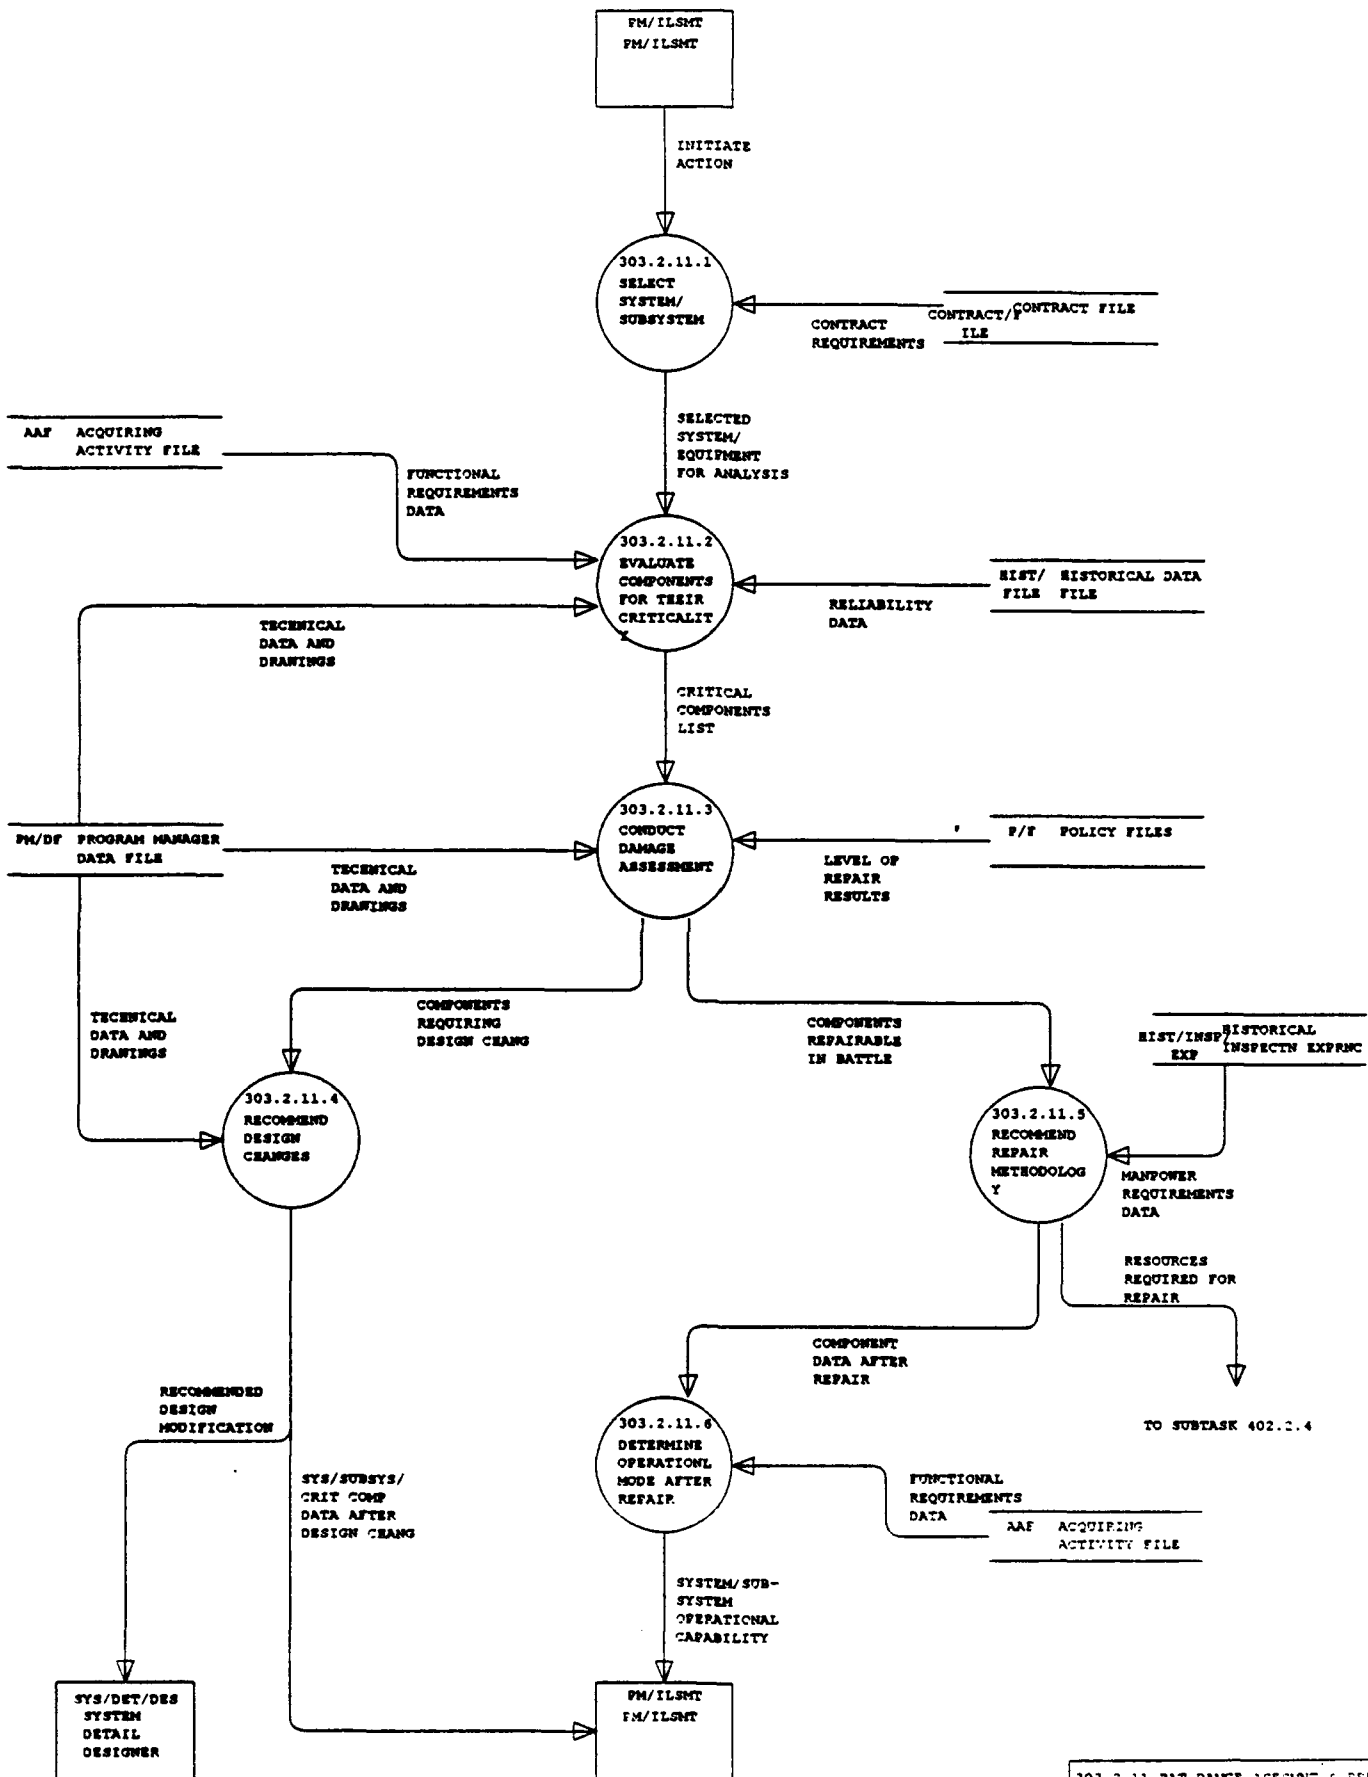 PM/ILSMT
PM/ILSMT
INITIATE
ACTION
303.2.11.1
SELECT
SYSTEM/
SUBSYSTEM
CONTRACT
REQUIREMENTS
CONTRACT/F
ILE
CONTRACT FILE
SELECTED
SYSTEM/
EQUIPMENT
FOR ANALYSIS
AAF ACQUIRING
ACTIVITY FILE
FUNCTIONAL
REQUIREMENTS
DATA
303.2.11.2
EVALUATE
COMPONENTS
FOR THEIR
CRITICALIT
Y
HIST/ HISTORICAL DATA
FILE FILE
RELIABILITY
DATA
TECHNICAL
DATA AND
DRAWINGS
CRITICAL
COMPONENTS
LIST
PM/DF PROGRAM MANAGER
DATA FILE
TECHNICAL
DATA AND
DRAWINGS
303.2.11.3
CONDUCT
DAMAGE
ASSESSMENT
P/F POLICY FILES
LEVEL OF
REPAIR
RESULTS
TECHNICAL
DATA AND
DRAWINGS
COMPONENTS
REQUIRING
DESIGN CHANG
COMPONENTS
REPAIRABLE
IN BATTLE
HIST/INSP/
EXP
HISTORICAL
INSPECTN EXPRNC
303.2.11.4
RECOMMEND
DESIGN
CHANGES
303.2.11.5
RECOMMEND
REPAIR
METHODOLOG
Y
MANPOWER
REQUIREMENTS
DATA
RESOURCES
REQUIRED FOR
REPAIR
COMPONENT
DATA AFTER
REPAIR
RECOMMENDED
DESIGN
MODIFICATION
TO SUBTASK 402.2.4
303.2.11.6
DETERMINE
OPERATIONL
MODE AFTER
REPAIR
SYS/SUBSYS/
CRIT COMP
DATA AFTER
DESIGN CHANG
FUNCTIONAL
REQUIREMENTS
DATA
AAF ACQUIRING
ACTIVITY FILE
SYSTEM/SUB-
SYSTEM
OPERATIONAL
CAPABILITY
SYS/DET/DES
SYSTEM
DETAIL
DESIGNER
PM/ILSMT
PM/ILSMT
303.2.11